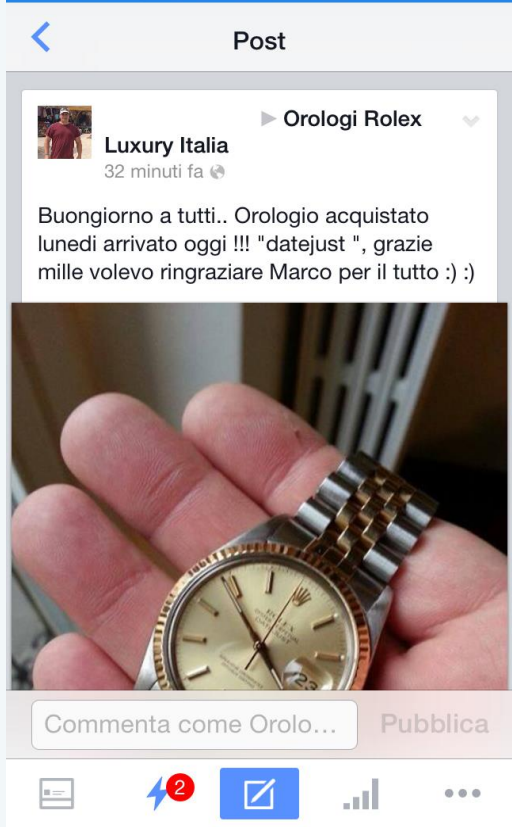 Post
Orologi Rolex
Luxury Italia
32 minuti fa
Buongiorno a tutti.. Orologio acquistato
lunedi arrivato oggi !!! "datejust ", grazie
mille volevo ringraziare Marco per il tutto :) :)
ROLEX
DATEJUST
23
Commenta come Orolo...
Pubblica
2